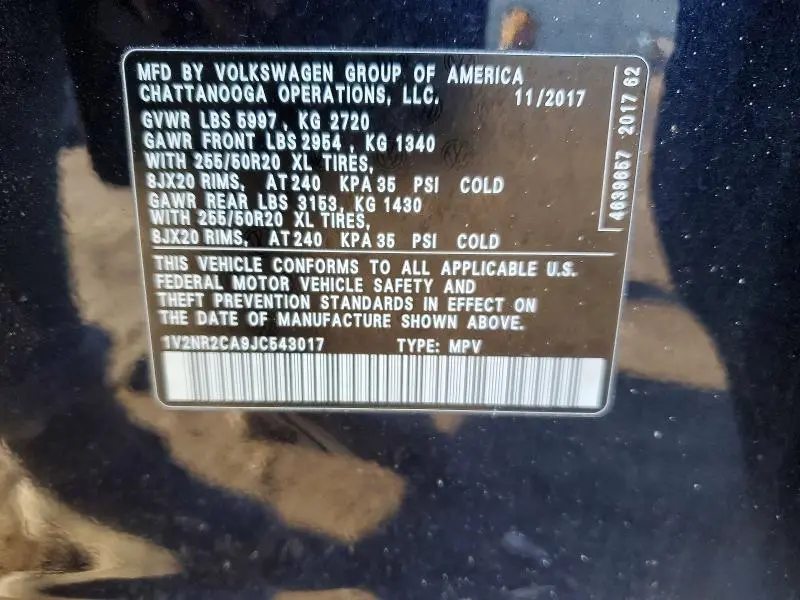 MFD BY VOLKSWAGEN GROUP OF AMERICA
CHATTANOOGA OPERATIONS, LLC. 11/2017
GVWR LBS 5997, KG 2720
GAWR FRONT LBS 2954, KG 1340
WITH 255/50R20 XL TIRES,
8JX20 RIMS, AT 240 KPA 35 PSI COLD
GAWR REAR LBS 3153, KG 1430
WITH 255/50R20 XL TIRES,
8JX20 RIMS, AT 240 KPA 35 PSI COLD
THIS VEHICLE CONFORMS TO ALL APPLICABLE U.S.
FEDERAL MOTOR VEHICLE SAFETY AND
THEFT PREVENTION STANDARDS IN EFFECT ON
THE DATE OF MANUFACTURE SHOWN ABOVE.
1V2NR2CA9JC543017 TYPE: MPV
4639657 2017 62